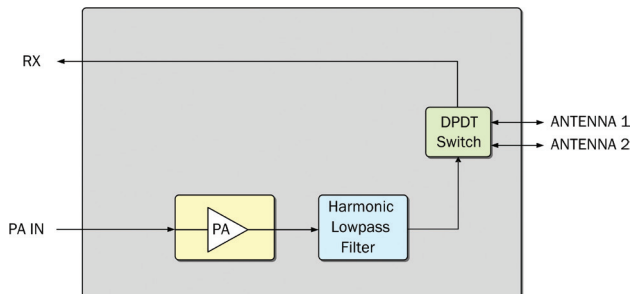 RX
DPDT
Switch
ANTENNA 1
ANTENNA 2
PA IN
PA
Harmonic
Lowpass
Filter